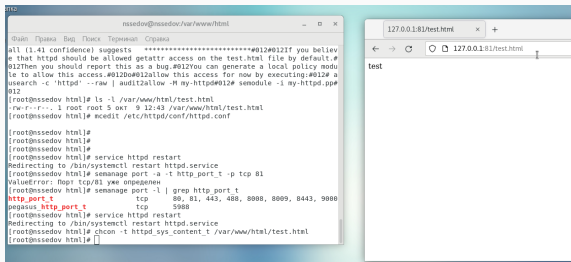 nssedov@nssedov:/var/www/html
Файл Правка Вид Поиск Терминал Справка
all (1.41 confidence) suggests **************************#012#012If you believ
e that httpd should be allowed getattr access on the test.html file by default.#
012Then you should report this as a bug.#012You can generate a local policy modu
le to allow this access.#012Do#012allow this access for now by executing:#012# a
usearch -c 'httpd' --raw | audit2allow -M my-httpd#012# semodule -i my-httpd.pp#
012
[root@nssedov html]# ls -l /var/www/html/test.html
-rw-r--r--. 1 root root 5 окт 9 12:43 /var/www/html/test.html
[root@nssedov html]# mcedit /etc/httpd/conf/httpd.conf
[root@nssedov html]#
[root@nssedov html]#
[root@nssedov html]#
[root@nssedov html]# service httpd restart
Redirecting to /bin/systemctl restart httpd.service
[root@nssedov html]# semanage port -a -t http_port_t -p tcp 81
ValueError: Порт tcp/81 уже определен
[root@nssedov html]# semanage port -l | grep http_port_t
http_port_t tcp 80, 81, 443, 488, 8008, 8009, 8443, 9000
pegasus_http_port_t tcp 5988
[root@nssedov html]# service httpd restart
Redirecting to /bin/systemctl restart httpd.service
[root@nssedov html]# chcon -t httpd_sys_content_t /var/www/html/test.html
[root@nssedov html]#
127.0.0.1:81/test.html
127.0.0.1:81/test.html
test